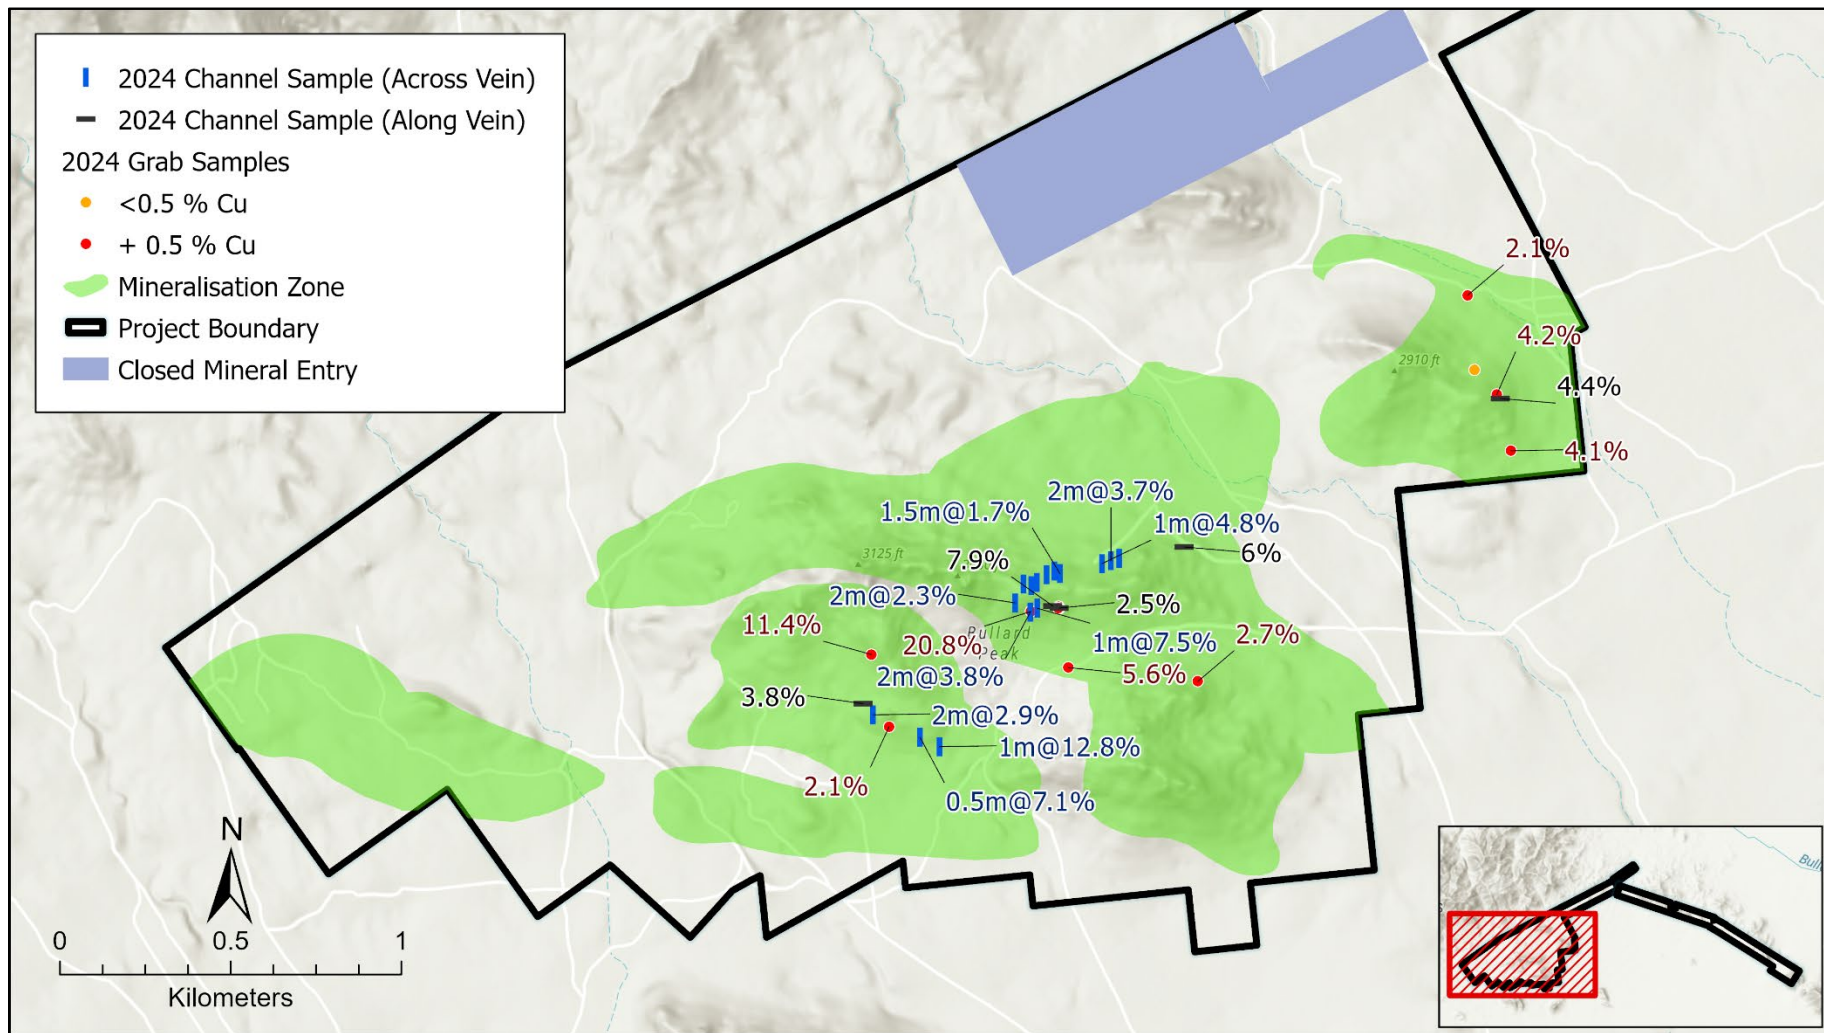 2024 Channel Sample (Across Vein)
2024 Channel Sample (Along Vein)
2024 Grab Samples
<0.5 % Cu
+ 0.5 % Cu
Mineralisation Zone
Project Boundary
Closed Mineral Entry
2.1%
4.2%
2910 ft
4.4%
4.1%
2m@3.7%
1.5m@1.7%
1m@4.8%
3125 ft
7.9%
6%
2m@2.3%
2.5%
11.4%
20.8%
Pullard
Peak
1m@7.5%
2.7%
2m@3.8%
5.6%
3.8%
2m@2.9%
1m@12.8%
2.1%
0.5m@7.1%
N
0
0.5
1
Kilometers